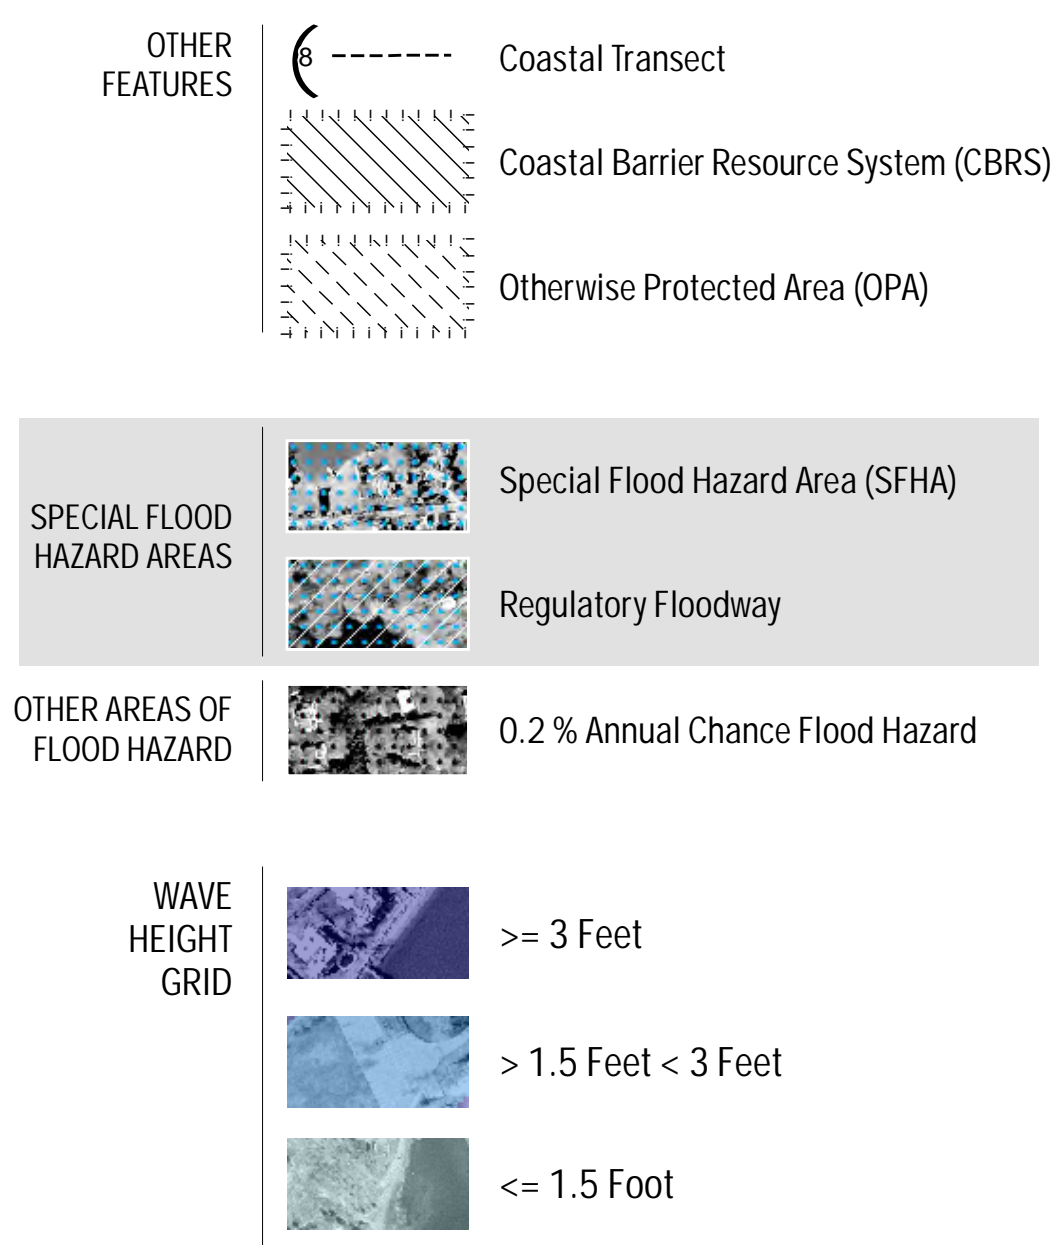 OTHER
FEATURES
8
Coastal Transect
Coastal Barrier Resource System (CBRS)
Otherwise Protected Area (OPA)
SPECIAL FLOOD
HAZARD AREAS
Special Flood Hazard Area (SFHA)
Regulatory Floodway
OTHER AREAS OF
FLOOD HAZARD
0.2 % Annual Chance Flood Hazard
WAVE
HEIGHT
GRID
>= 3 Feet
> 1.5 Feet < 3 Feet
<= 1.5 Foot